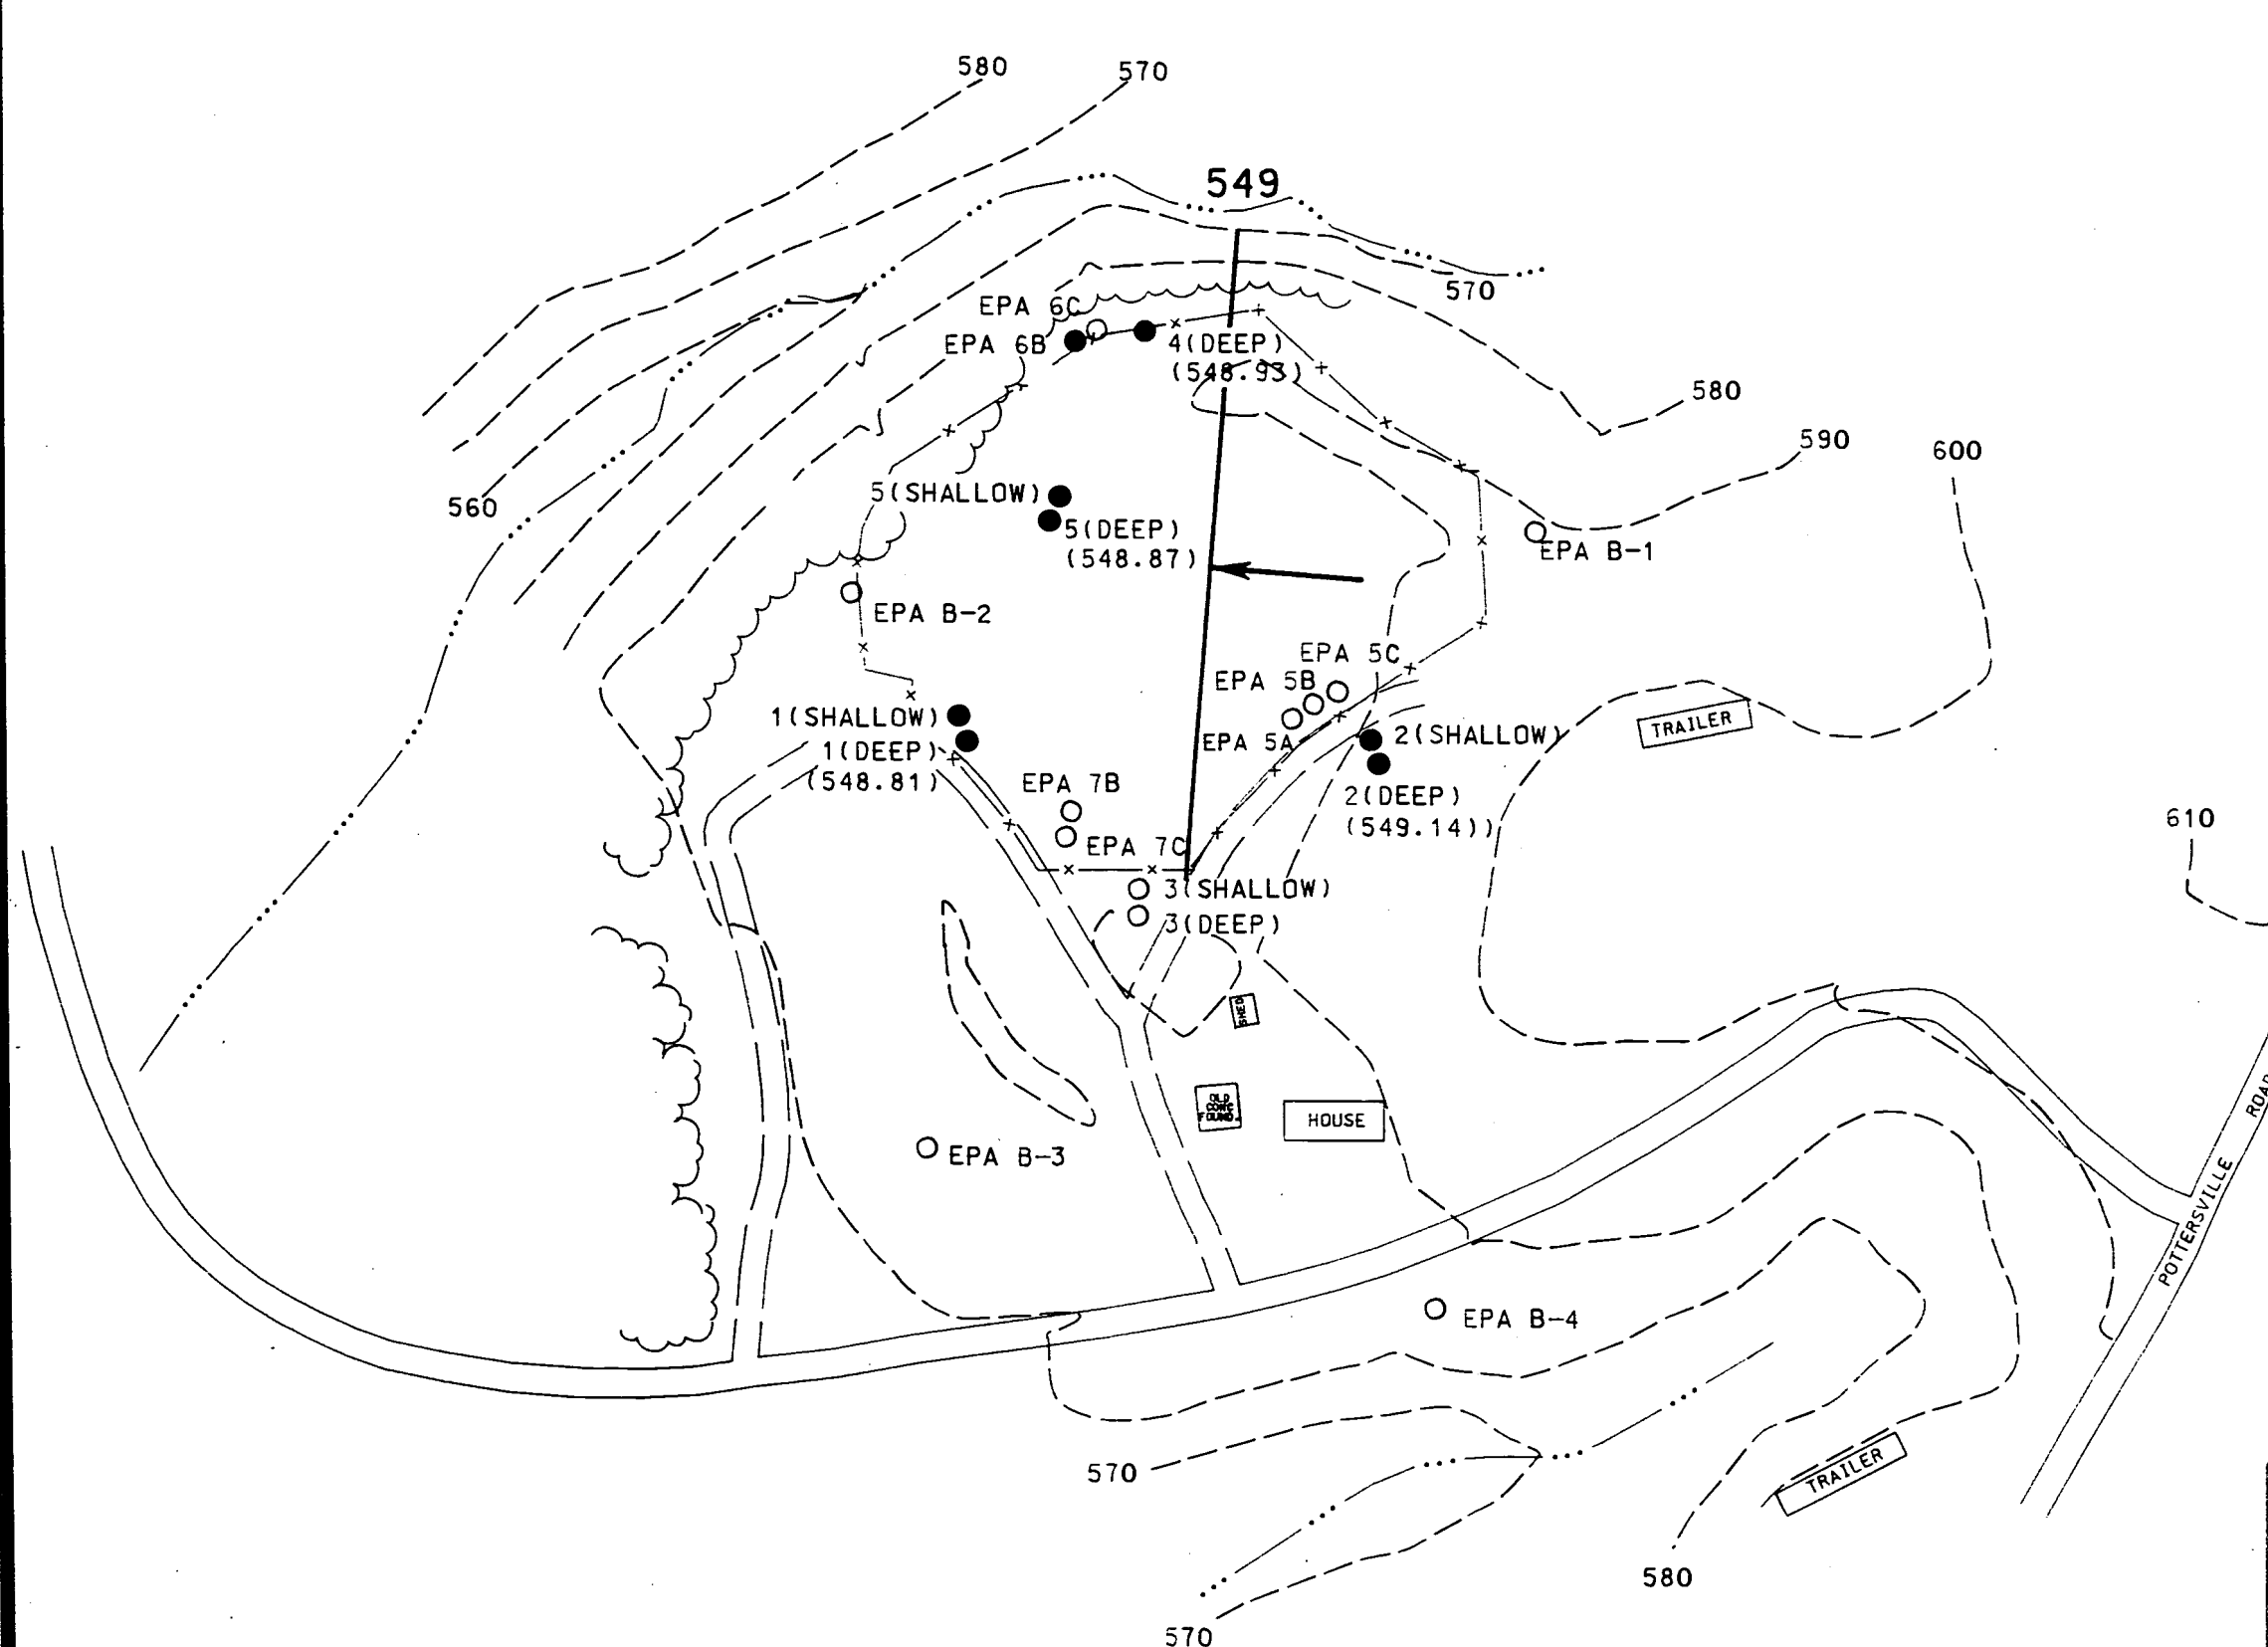 580
570
549
570
EPA 6C
EPA 6B
4(DEEP)
(548.93)
580
590
600
560
5(SHALLOW)
5(DEEP)
(548.87)
EPA B-1
EPA B-2
EPA 5C
EPA 5B
EPA 5A
1(SHALLOW)
1(DEEP)
(548.81)
2(SHALLOW)
2(DEEP)
(549.14))
TRAILER
EPA 7B
EPA 7C
610
3(SHALLOW)
3(DEEP)
SHED
OLD
CONC
FOUND.
HOUSE
EPA B-3
POTTERSVILLE ROAD
EPA B-4
570
TRAILER
580
570